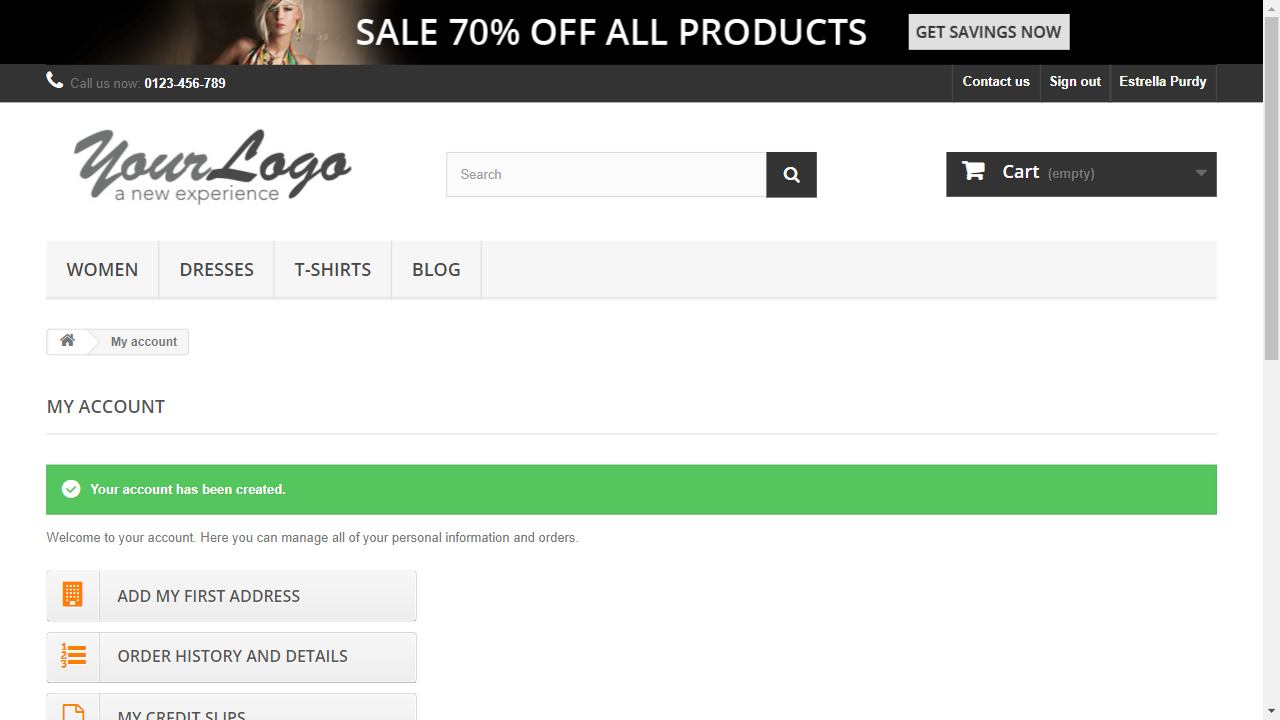 SALE 70% OFF ALL PRODUCTS GET SAVINGS NOW
Call us now: 0123-456-789 Contact us Sign out Estrella Purdy
YourLogo
a new experience
Search
Cart (empty)
WOMEN DRESSES T-SHIRTS BLOG
My account
MY ACCOUNT
Your account has been created.
Welcome to your account. Here you can manage all of your personal information and orders.
ADD MY FIRST ADDRESS
ORDER HISTORY AND DETAILS
MY CREDIT SLIPS